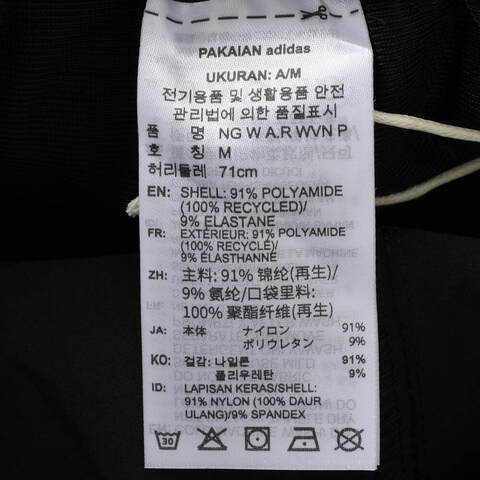 PAKAIAN adidas
UKURAN: A/M
전기용품 및 생활용품 안전
관리법에 의한 품질표시
품 명 NG W A.R WVN P
호 칭 M
허리둘레 71cm
EN: SHELL: 91% POLYAMIDE
(100% RECYCLED)/
9% ELASTANE
FR: EXTÉRIEUR: 91% POLYAMIDE
(100% RECYCLÉ)/
9% ÉLASTHANNE
ZH: 主料: 91% 锦纶(再生)/
9% 氨纶/口袋里料:
100% 聚酯纤维(再生)
JA: 本体 ナイロン 91%
ポリウレタン 9%
KO: 겉감: 나일론 91%
폴리우레탄 9%
ID: LAPISAN KERAS/SHELL:
91% NYLON (100% DAUR
ULANG)/9% SPANDEX
30